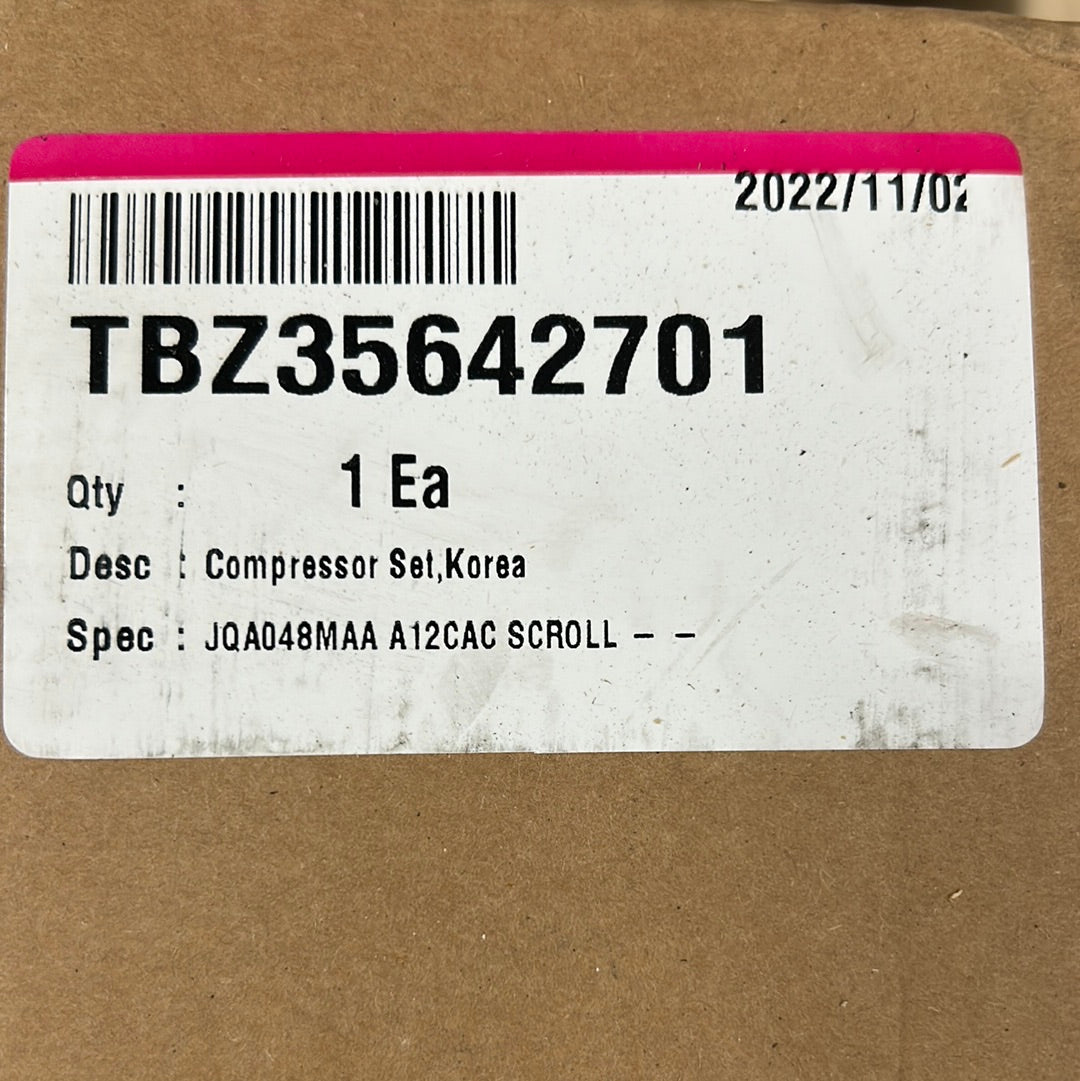 2022/11/02
TBZ35642701
Qty : 1 Ea
Desc : Compressor Set,Korea
Spec : JQA048MAA A12CAC SCROLL - -